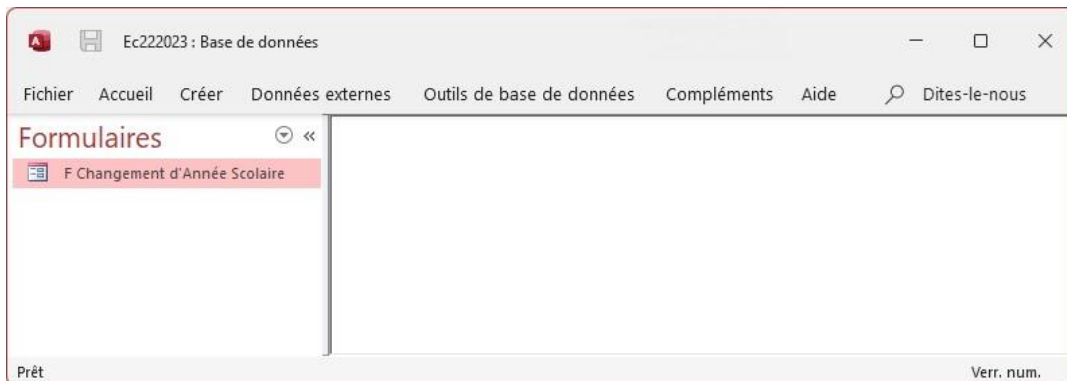 Ec222023 : Base de données
Fichier Accueil Créer Données externes Outils de base de données Compléments Aide Dites-le-nous
Formulaires
F Changement d'Année Scolaire
Prêt Verr. num.